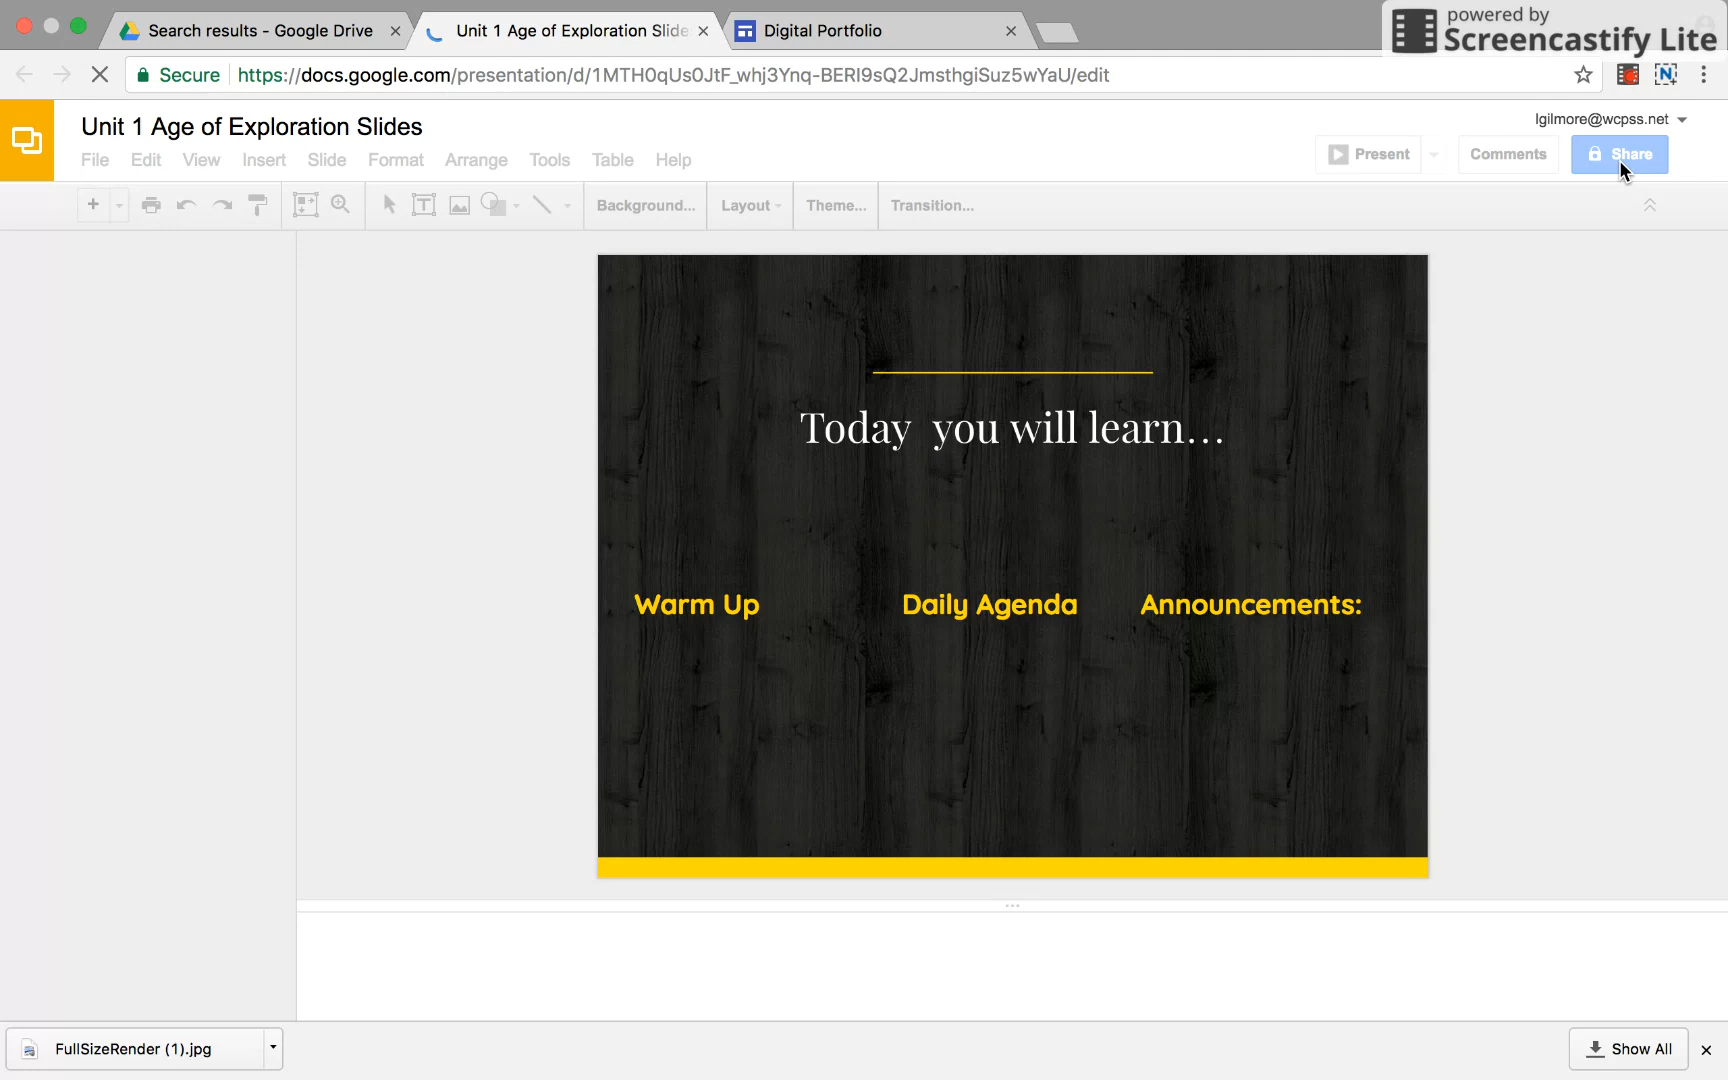 Search results - Google Drive
Unit 1 Age of Exploration Slide
Digital Portfolio
powered by
Screencastify Lite
Secure
https://docs.google.com/presentation/d/1MTH0qUs0JtF_whj3Ynq-BERI9sQ2JmsthgiSuz5wYaU/edit
Unit 1 Age of Exploration Slides
lgilmore@wcpss.net
File Edit View Insert Slide Format Arrange Tools Table Help
Present
Comments
Share
Background...
Layout
Theme...
Transition...
Today you will learn...
Warm Up
Daily Agenda
Announcements:
FullSizeRender (1).jpg
Show All